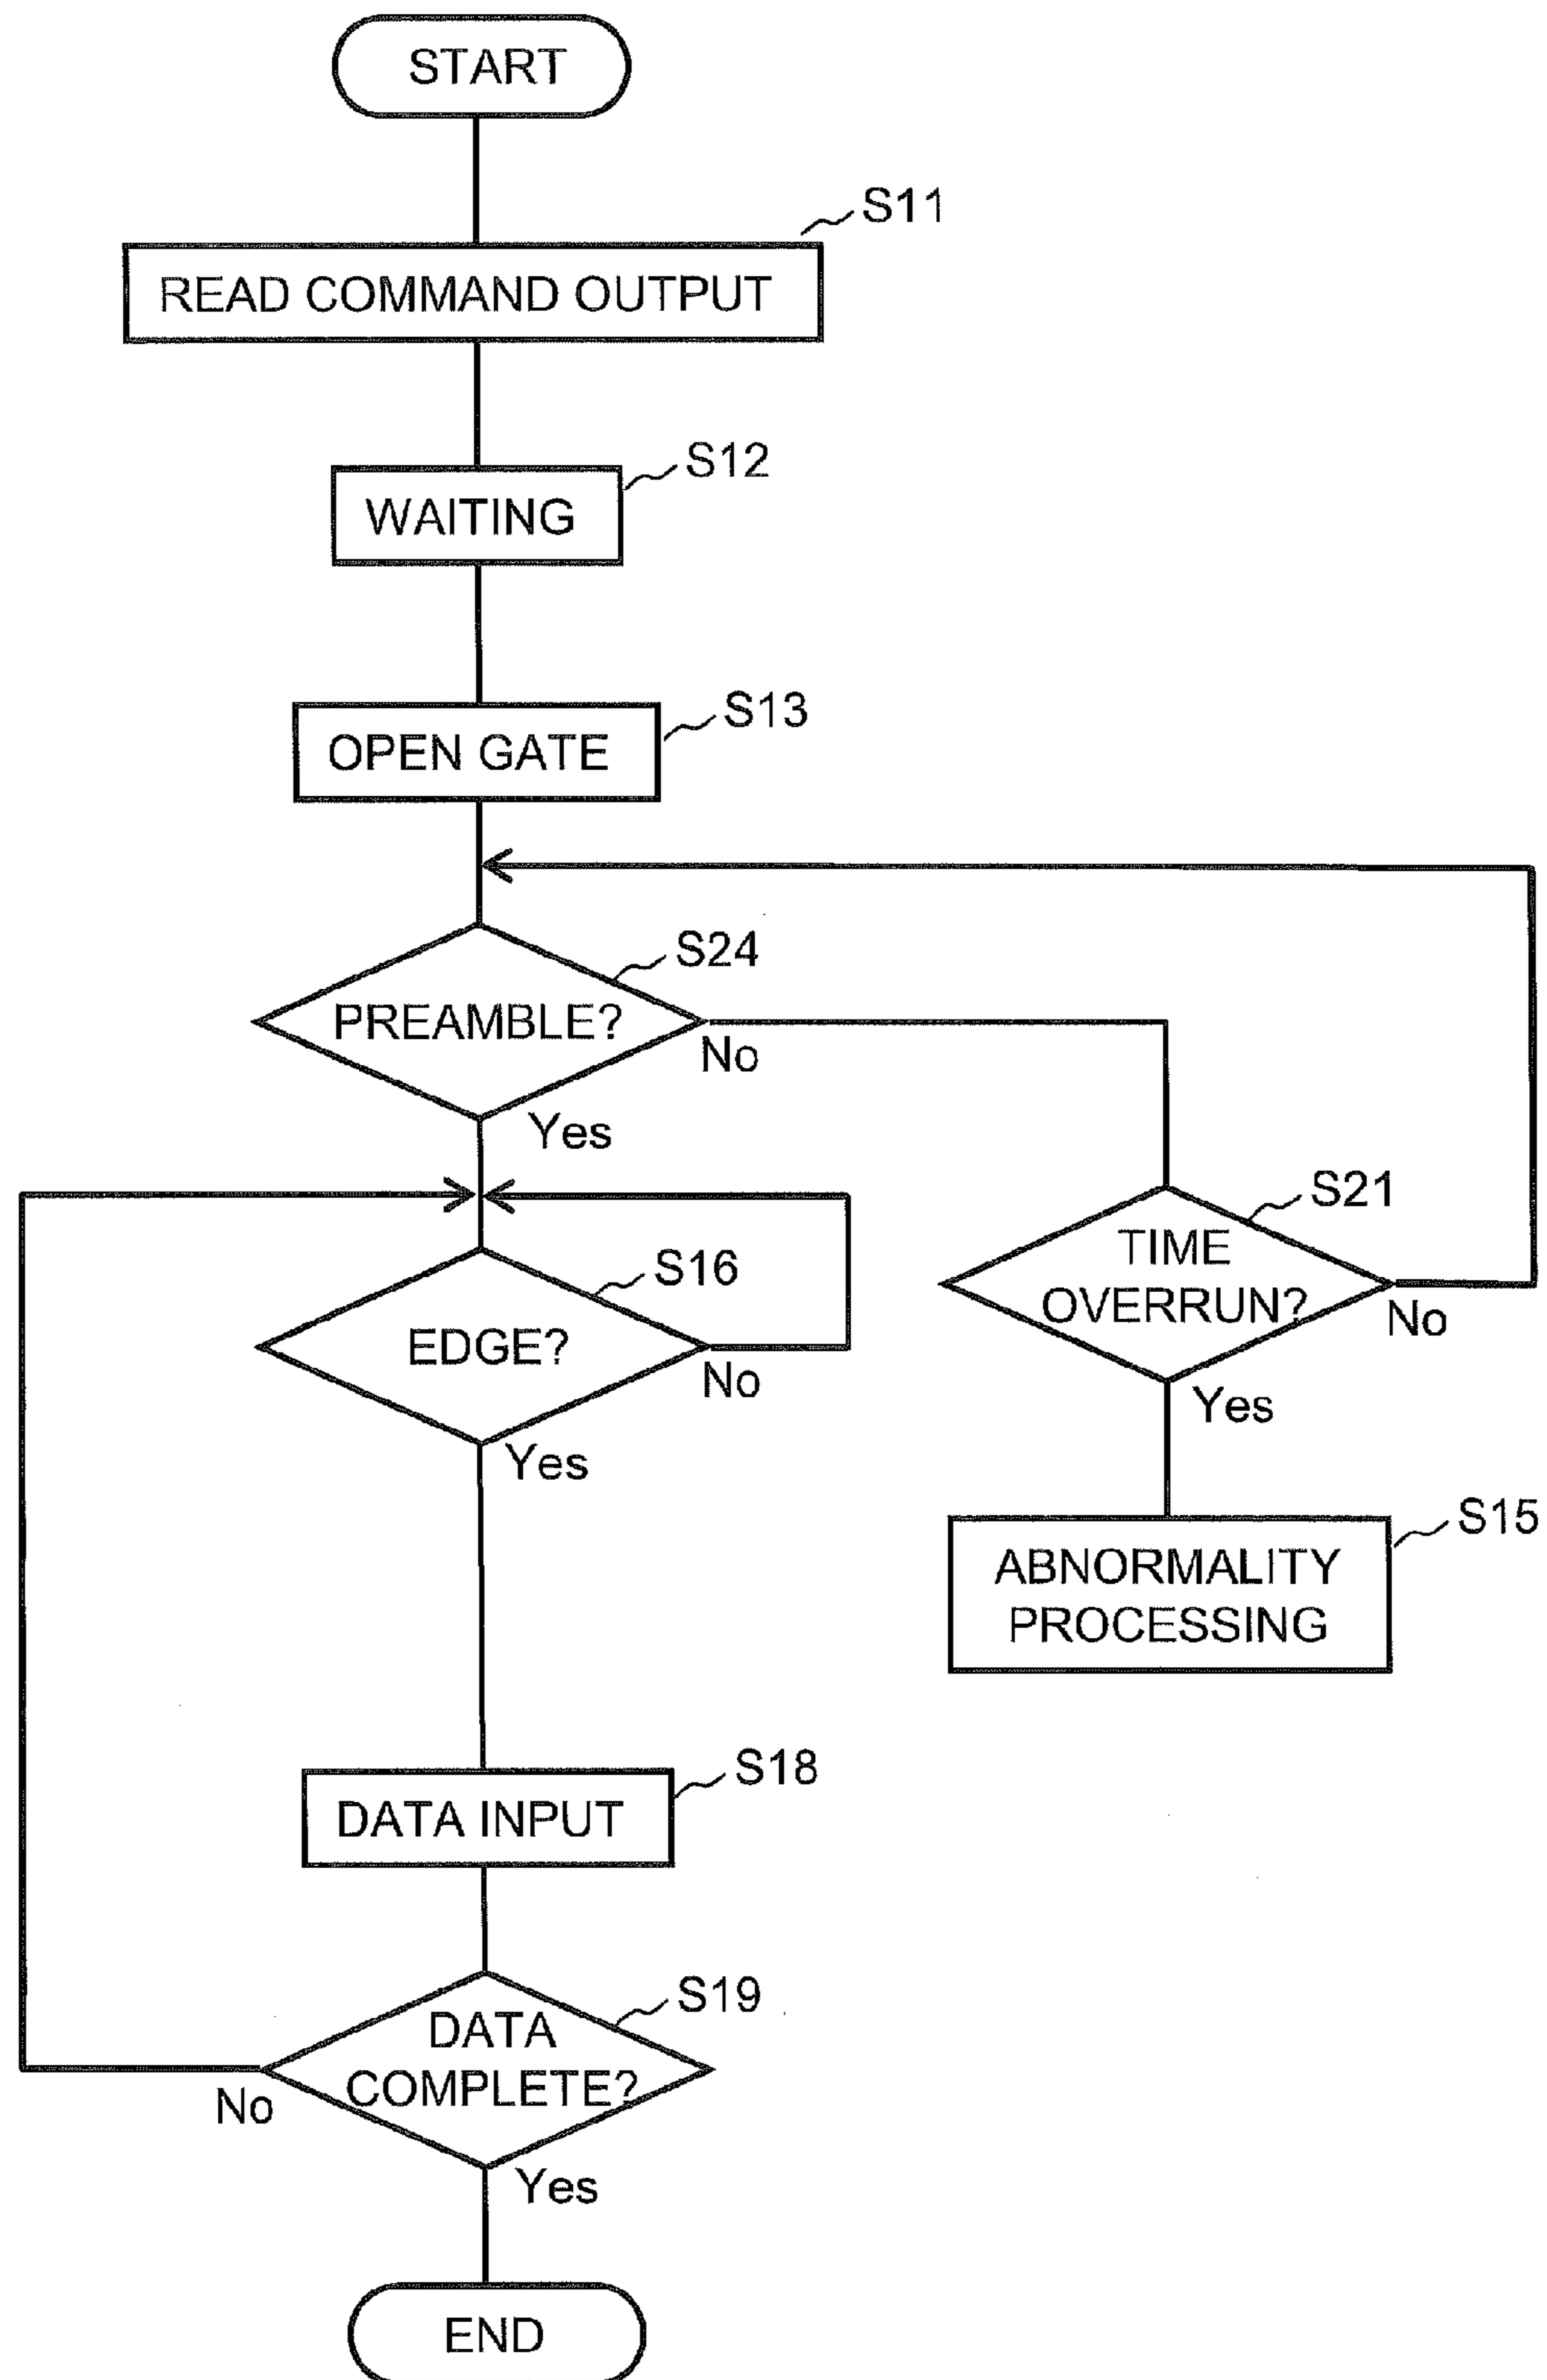 START
S11
READ COMMAND OUTPUT
S12
WAITING
S13
OPEN GATE
S24
PREAMBLE?
No
Yes
S21
TIME
OVERRUN?
No
Yes
S16
EDGE?
No
Yes
S15
ABNORMALITY
PROCESSING
S18
DATA INPUT
S19
DATA
COMPLETE?
No
Yes
END